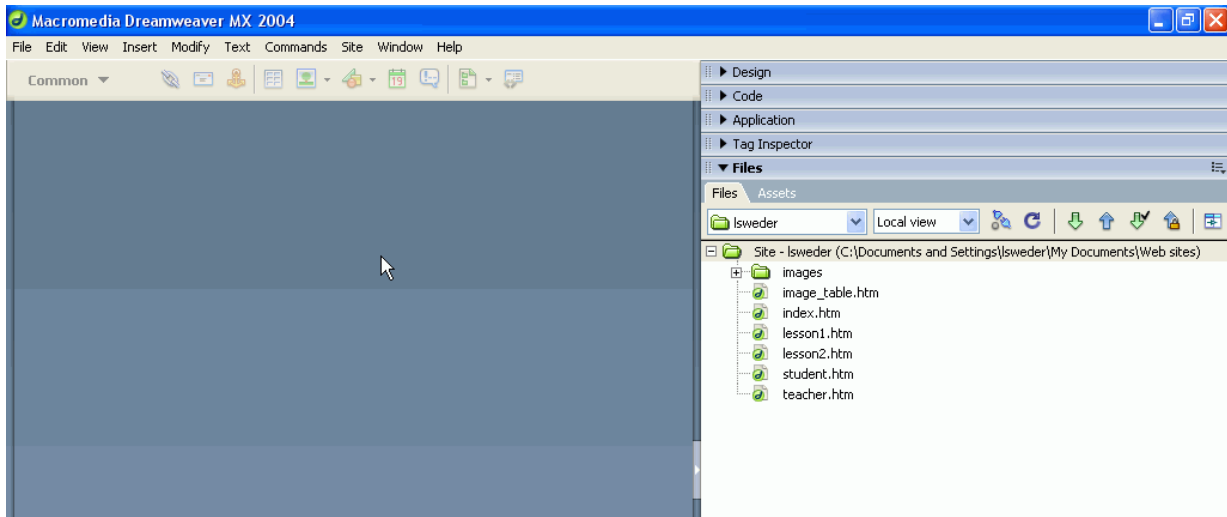 Macromedia Dreamweaver MX 2004
File Edit View Insert Modify Text Commands Site Window Help
Common
19
Design
Code
Application
Tag Inspector
Files
Files Assets
lsweder Local view
Site - lsweder (C:\Documents and Settings\lsweder\My Documents\Web sites)
images
image_table.htm
index.htm
lesson1.htm
lesson2.htm
student.htm
teacher.htm